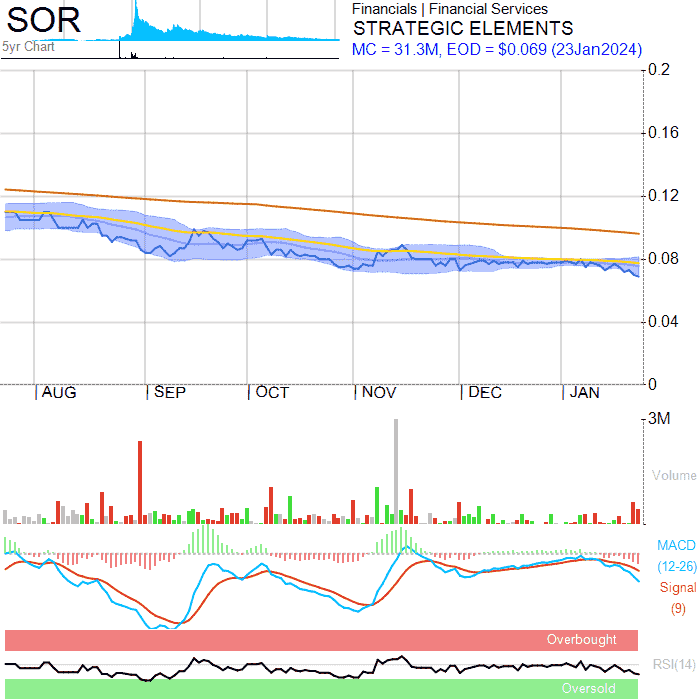 SOR
5yr Chart
Financials | Financial Services
STRATEGIC ELEMENTS
MC = 31.3M, EOD = $0.069 (23Jan2024)
0.2
0.16
0.12
0.08
0.04
0
AUG SEP OCT NOV DEC JAN
3M
Volume
MACD
(12-26)
Signal
(9)
Overbought
RSI(14)
Oversold